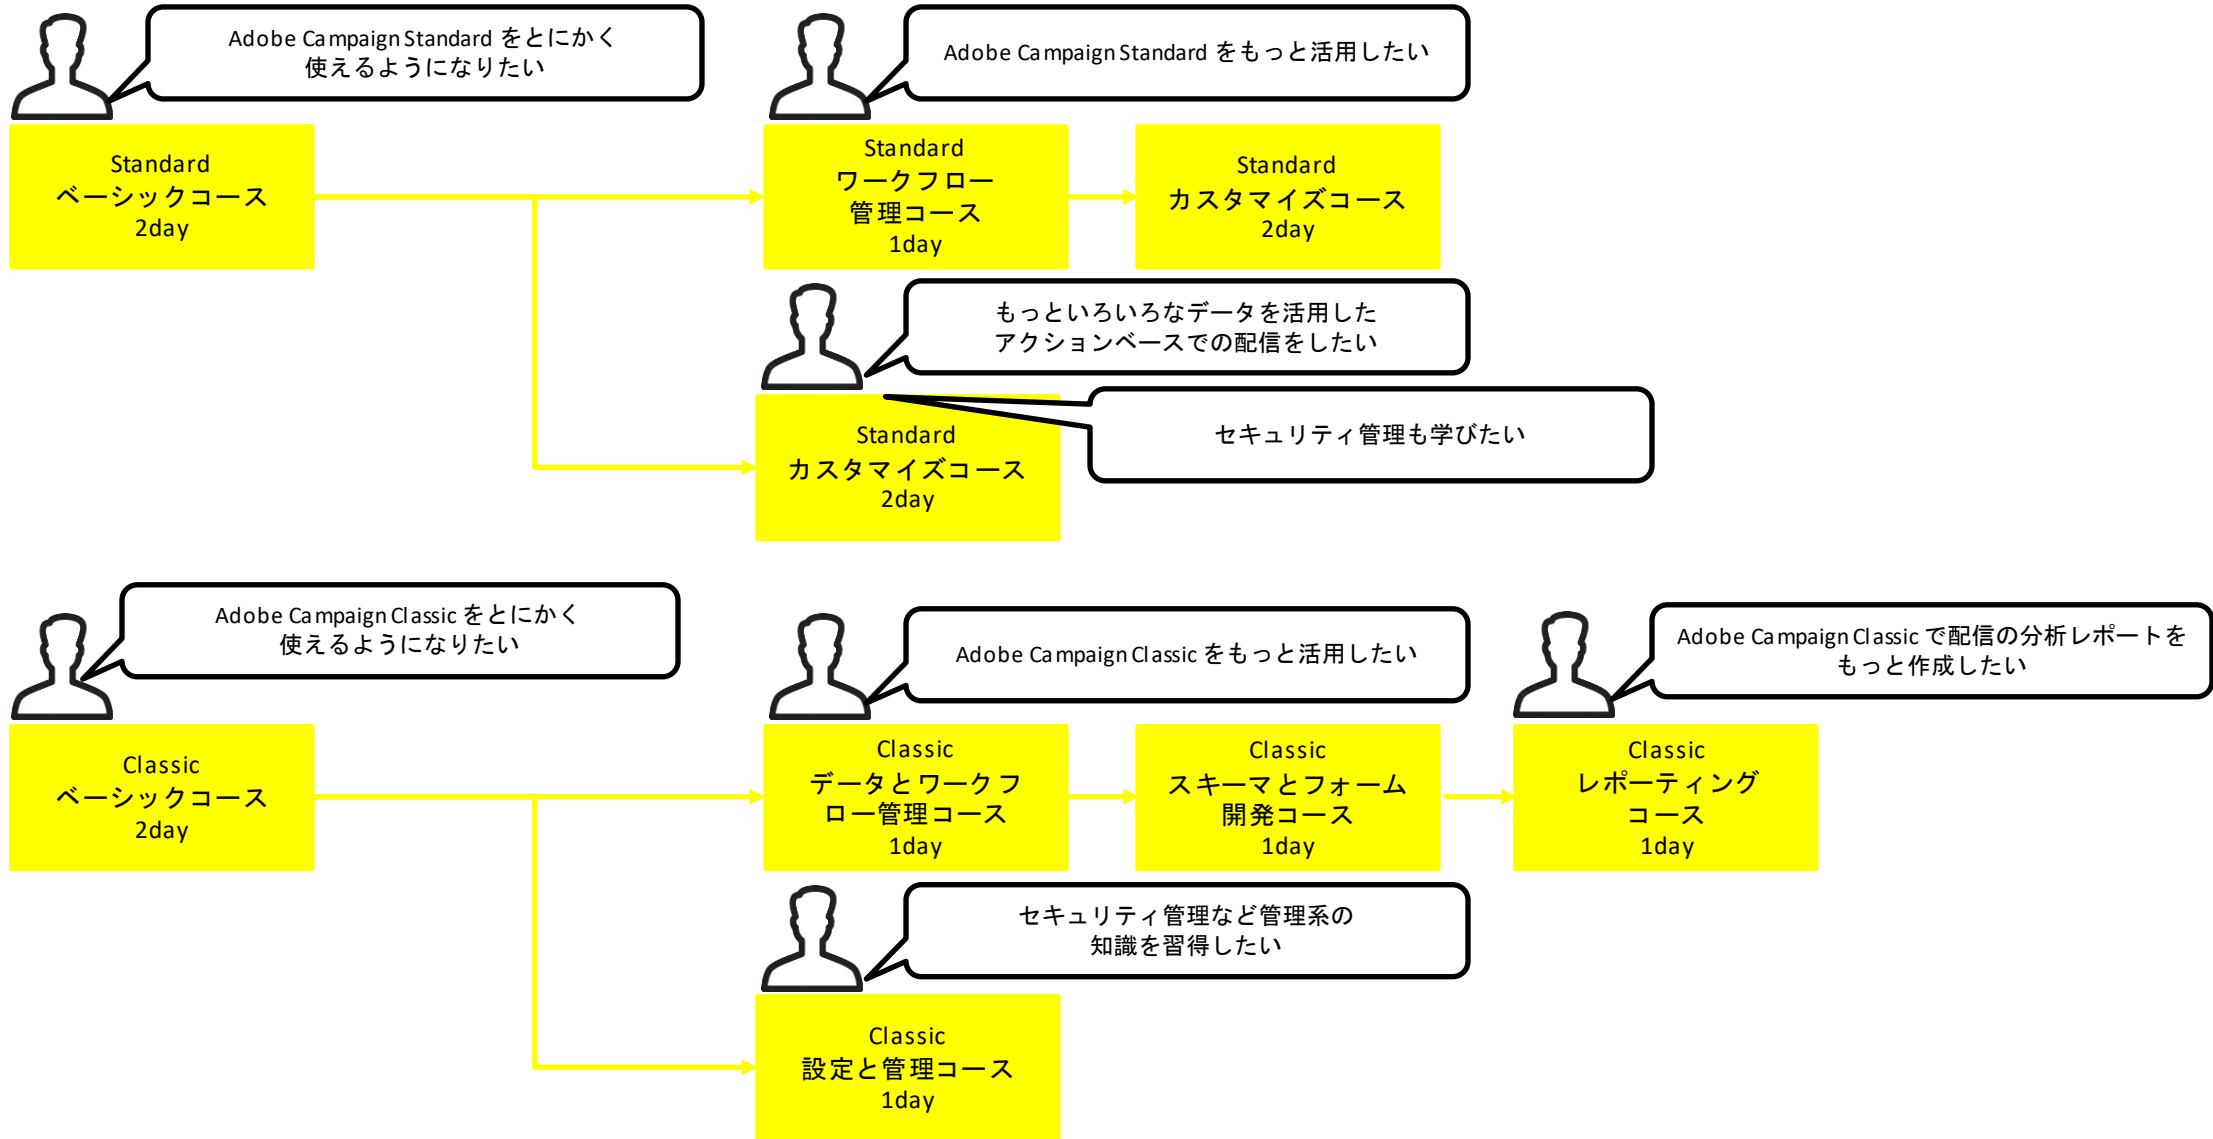 Adobe Campaign Standard をとにかく
使えるようになりたい
Adobe Campaign Standard をもっと活用したい
Standard
ベーシックコース
2day
Standard
ワークフロー
管理コース
1day
Standard
カスタマイズコース
2day
もっといろいろなデータを活用した
アクションベースでの配信をしたい
セキュリティ管理も学びたい
Standard
カスタマイズコース
2day
Adobe Campaign Classic をとにかく
使えるようになりたい
Adobe Campaign Classic をもっと活用したい
Adobe Campaign Classic で配信の分析レポートを
もっと作成したい
Classic
ベーシックコース
2day
Classic
データとワークフ
ロー管理コース
1day
Classic
スキーマとフォーム
開発コース
1day
Classic
レポーティング
コース
1day
セキュリティ管理など管理系の
知識を習得したい
Classic
設定と管理コース
1day